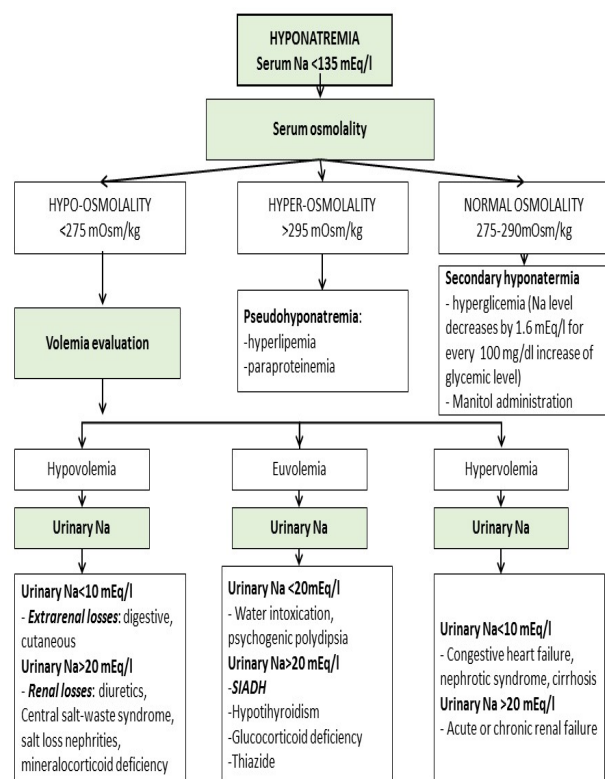 HYPONATREMIA
Serum Na <135 mEq/l
Serum osmolality
HYPO-OSMOLALITY
<275 mOsm/kg
HYPER-OSMOLALITY
>295 mOsm/kg
NORMAL OSMOLALITY
275-290mOsm/kg
Volemia evaluation
Pseudohyponatremia:
-hyperlipemia
-paraproteinemia
Secondary hyponatermia
- hyperglicemia (Na level
decreases by 1.6 mEq/l for
every 100 mg/dl increase of
glycemic level)
- Manitol administration
Hypovolemia
Euvolemia
Hypervolemia
Urinary Na
Urinary Na
Urinary Na
Urinary Na<10 mEq/l
- Extrarenal losses: digestive,
cutaneous
Urinary Na>20 mEq/l
- Renal losses: diuretics,
Central salt-waste syndrome,
salt loss nephrities,
mineralocorticoid deficiency
Urinary Na <20mEq/l
- Water intoxication,
psychogenic polydipsia
Urinary Na>20 mEq/l
-SIADH
-Hypotihyroidism
-Glucocorticoid deficiency
-Thiazide
Urinary Na<10 mEq/l
- Congestive heart failure,
nephrotic syndrome, cirrhosis
Urinary Na >20 mEq/l
- Acute or chronic renal failure